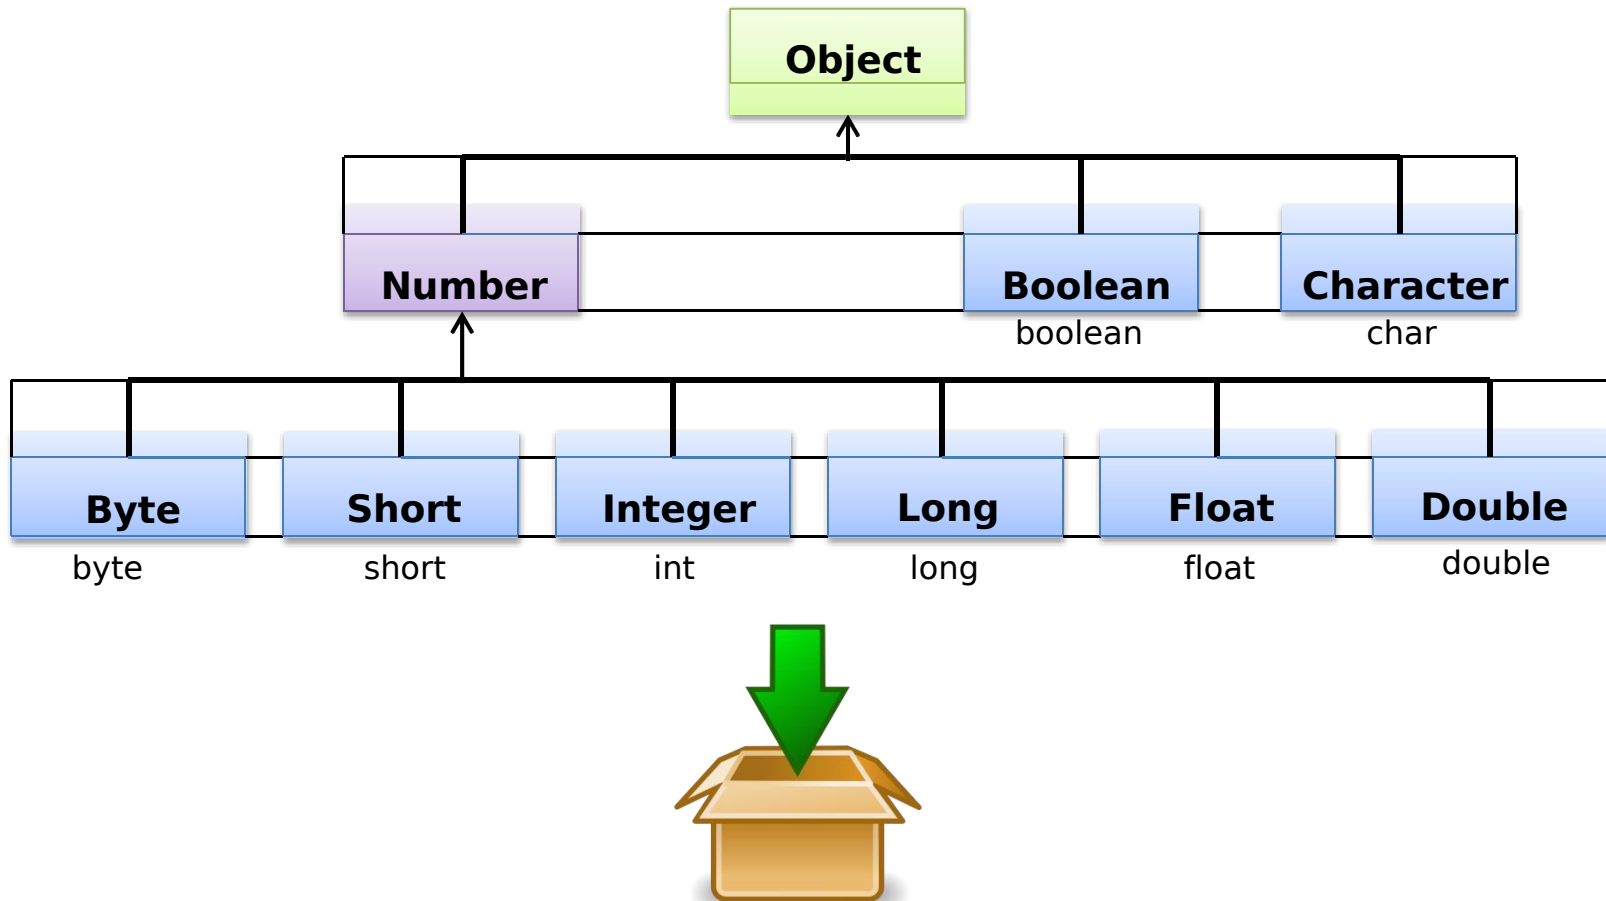 Object
Number
Boolean
Character
boolean
char
Byte
Short
Integer
Long
Float
Double
byte
short
int
long
float
double